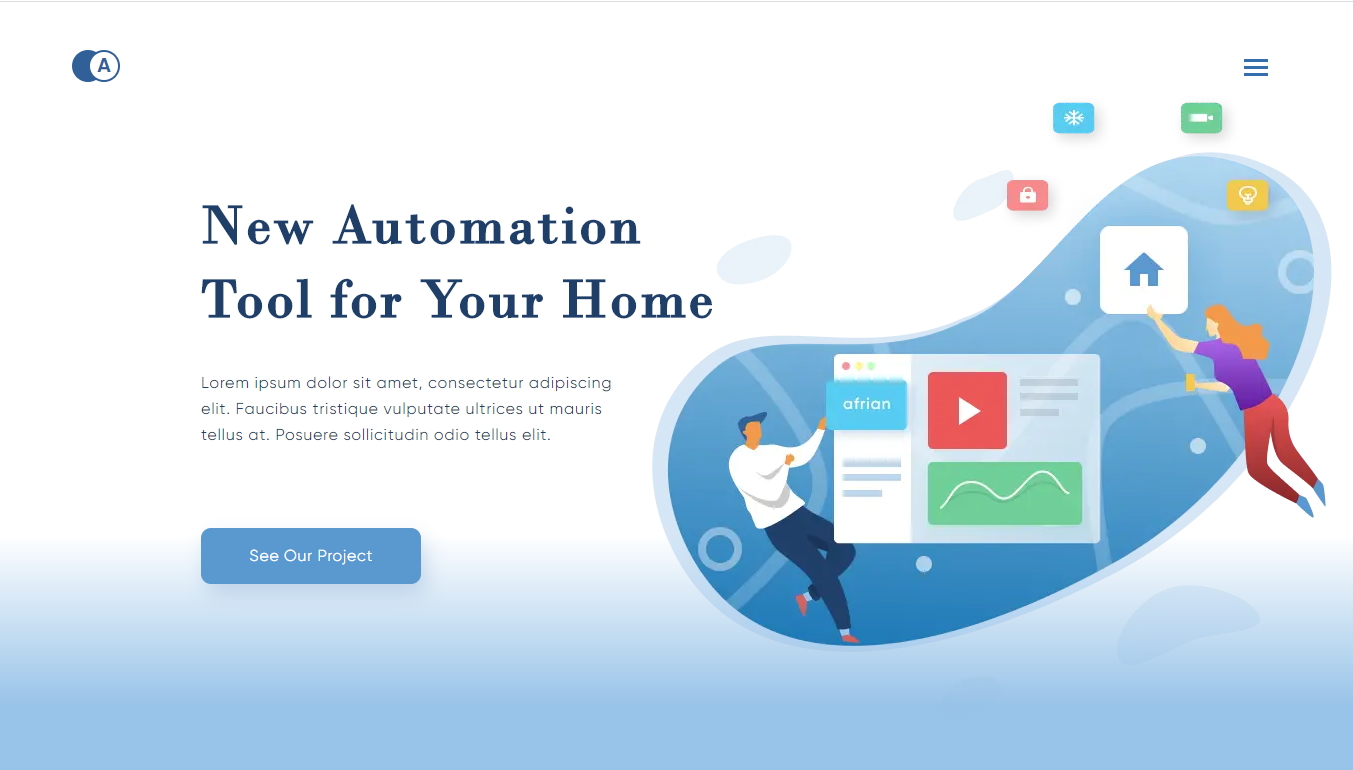 A
New Automation
Tool for Your Home
Lorem ipsum dolor sit amet, consectetur adipiscing
elit. Faucibus tristique vulputate ultrices ut mauris
tellus at. Posuere sollicitudin odio tellus elit.
See Our Project
afrian